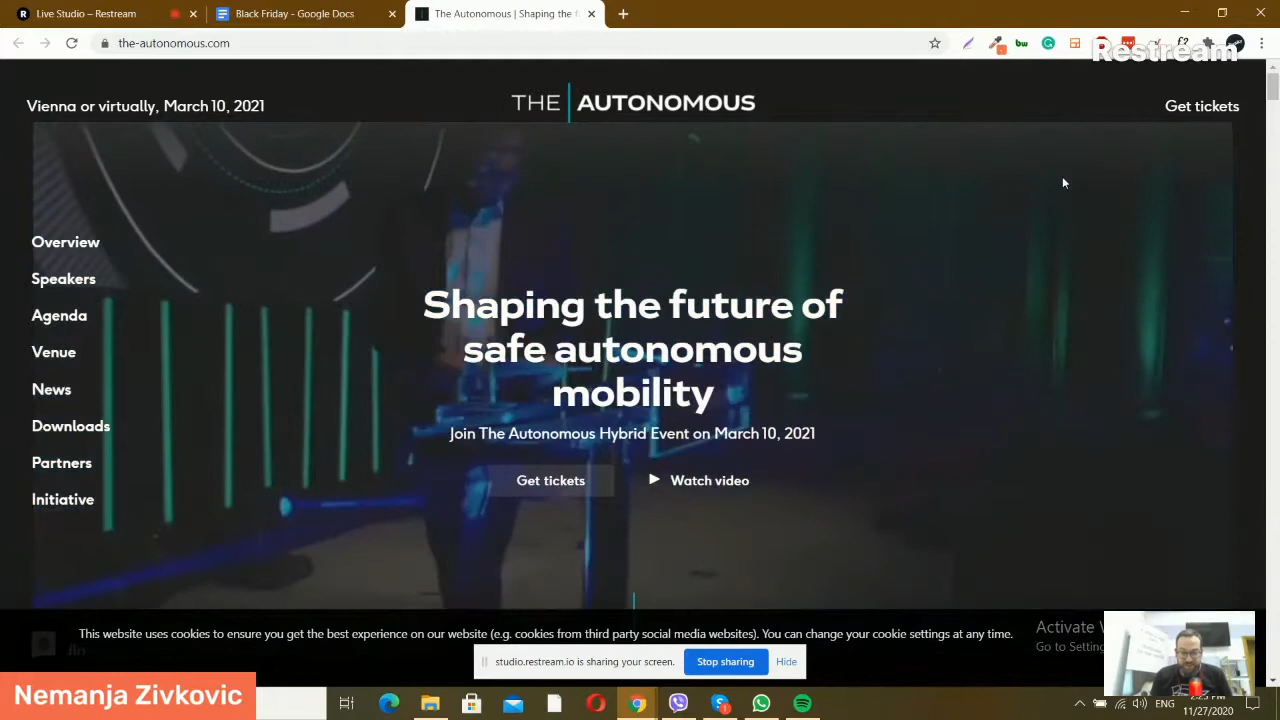 Live Studio – Restream
Black Friday - Google Docs
The Autonomous | Shaping the f
the-autonomous.com
Restream
Vienna or virtually, March 10, 2021
THE AUTONOMOUS
Get tickets
Overview
Speakers
Agenda
Venue
News
Downloads
Partners
Initiative
Shaping the future of
safe autonomous
mobility
Join The Autonomous Hybrid Event on March 10, 2021
Get tickets
Watch video
This website uses cookies to ensure you get the best experience on our website (e.g. cookies from third party social media websites). You can change your cookie settings at any time.
Activate
Go to Setting
studio.restream.io is sharing your screen.
Stop sharing
Hide
Nemanja Zivkovic
ENG
11/27/2020